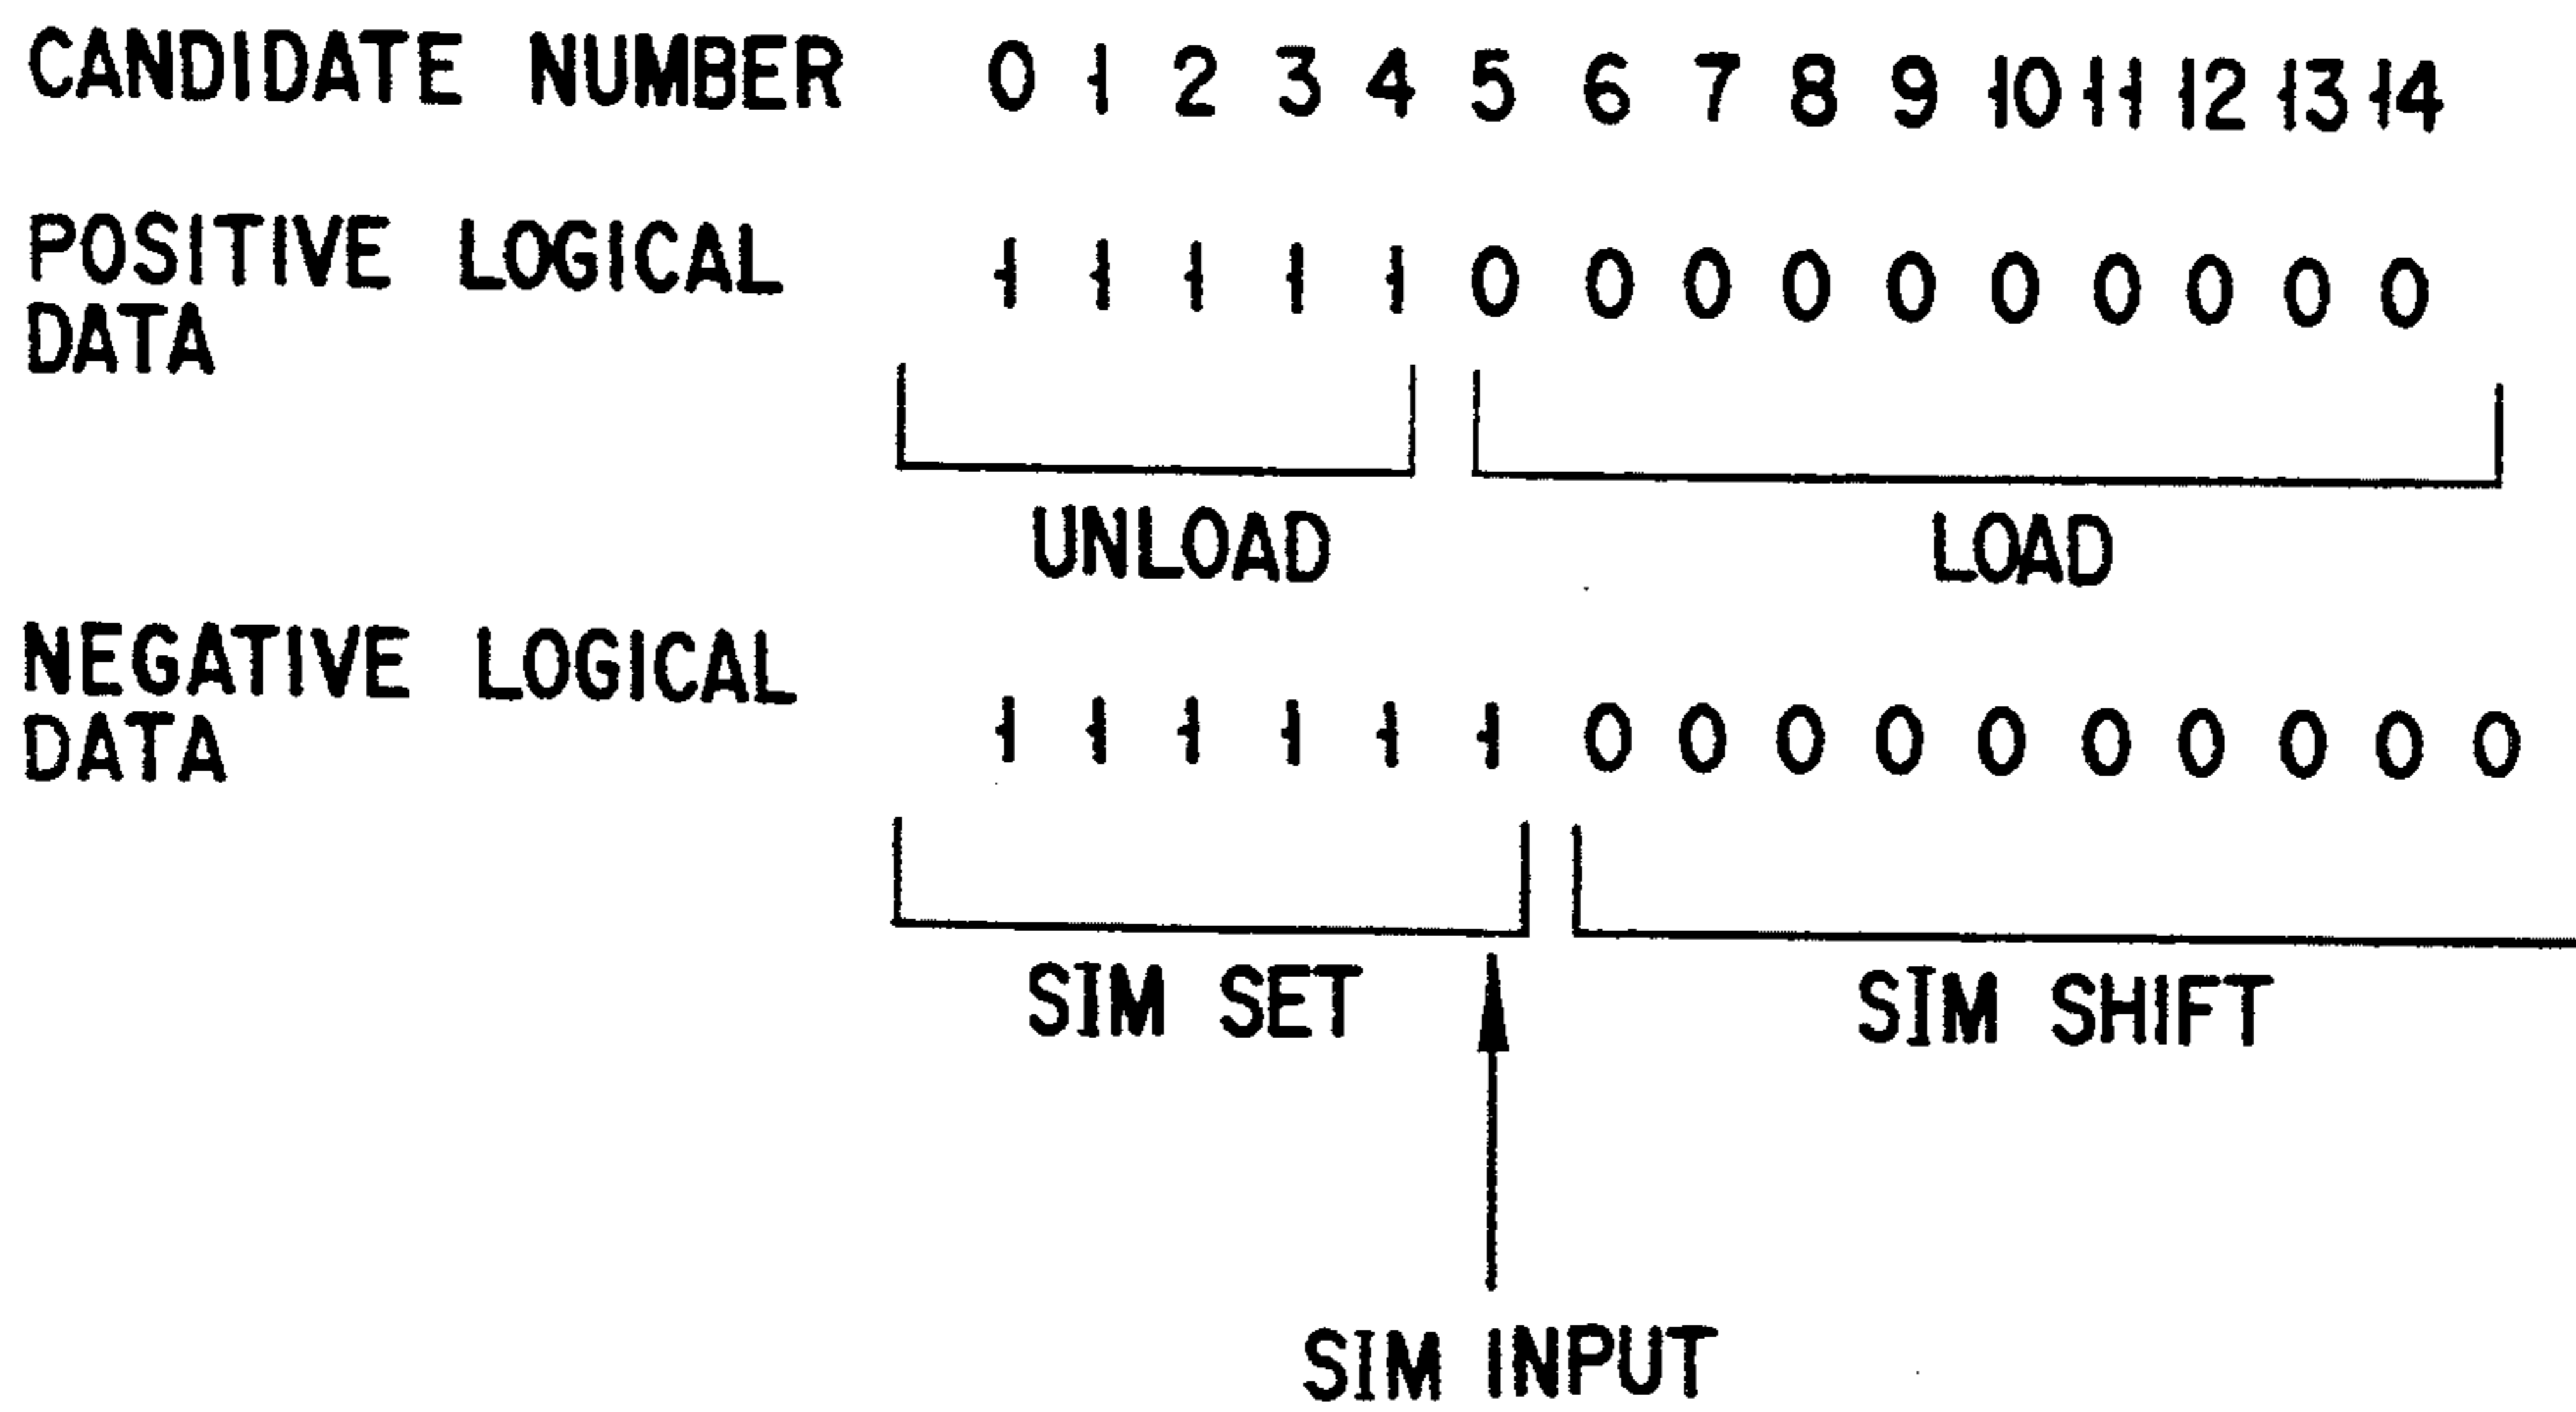 CANDIDATE NUMBER 0 1 2 3 4 5 6 7 8 9 10 11 12 13 14
POSITIVE LOGICAL DATA 1 1 1 1 1 0 0 0 0 0 0 0 0 0 0
UNLOAD LOAD
NEGATIVE LOGICAL DATA 1 1 1 1 1 1 0 0 0 0 0 0 0 0 0 0
SIM SET SIM SHIFT
SIM INPUT